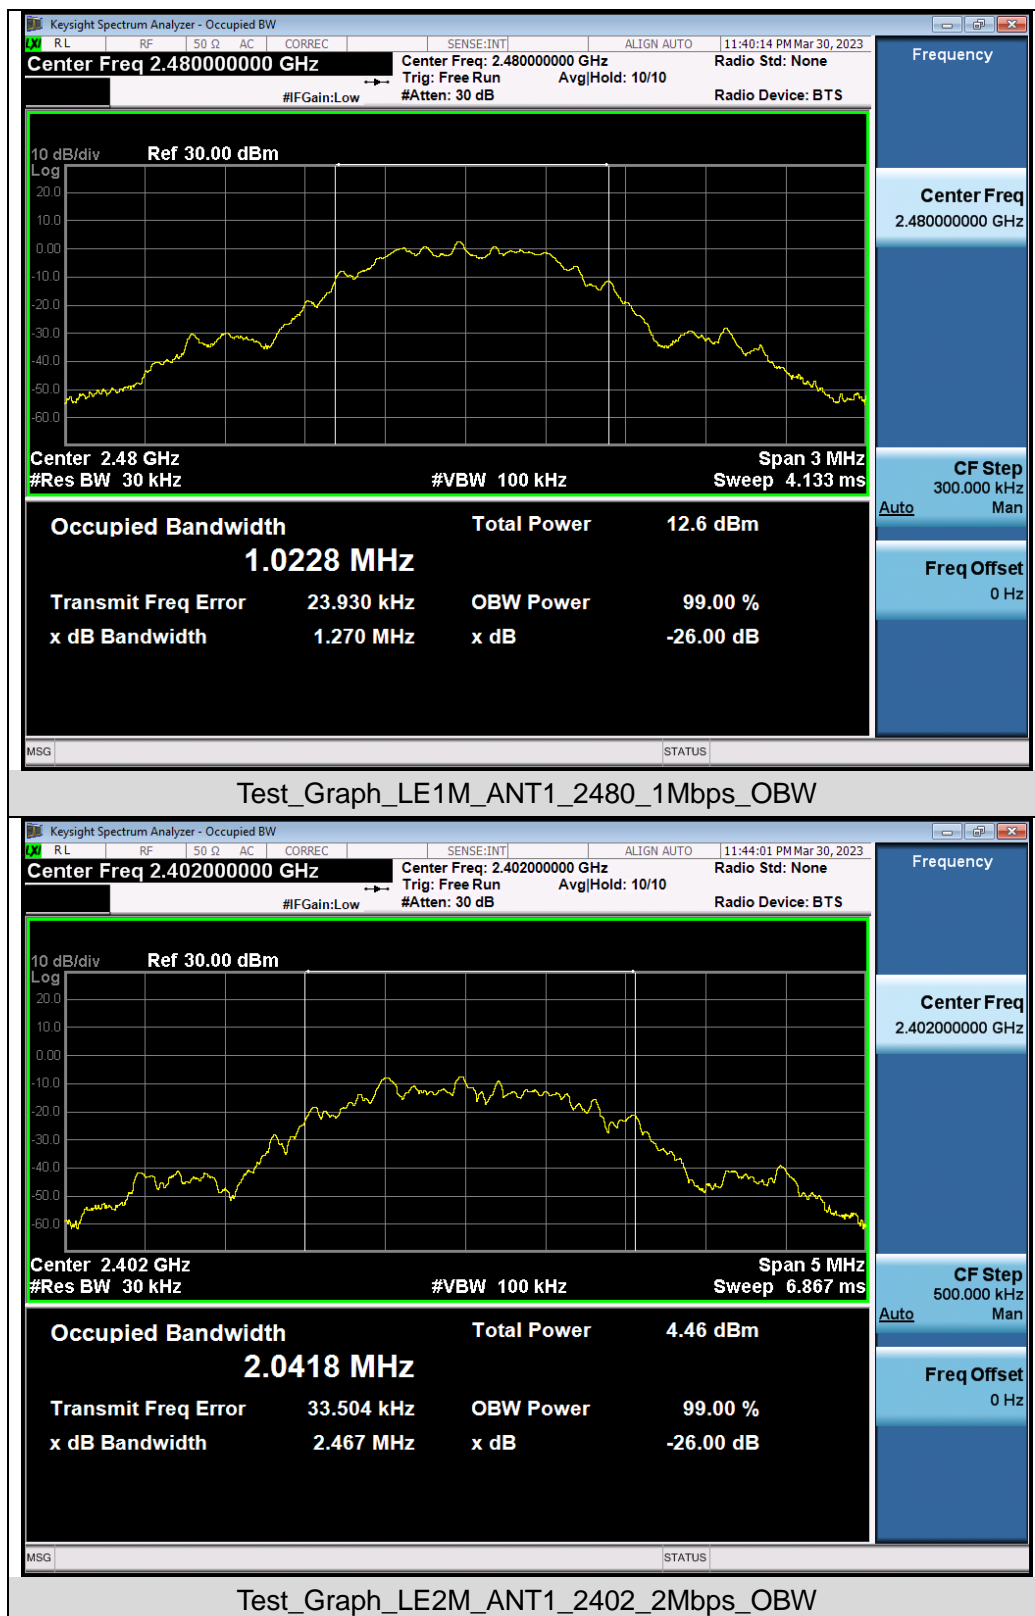 Keysight Spectrum Analyzer - Occupied BW
LXI RL RF 50 Ω AC CORREC SENSE:INT ALIGN AUTO 11:40:14 PM Mar 30, 2023
Center Freq 2.480000000 GHz
Center Freq: 2.480000000 GHz
Radio Std: None
Trig: Free Run Avg|Hold: 10/10
#IFGain:Low #Atten: 30 dB Radio Device: BTS
Frequency
10 dB/div Ref 30.00 dBm
Log
20.0
10.0
0.00
-10.0
-20.0
-30.0
-40.0
-50.0
-60.0
Center 2.48 GHz Span 3 MHz
#Res BW 30 kHz #VBW 100 kHz Sweep 4.133 ms
Center Freq
2.480000000 GHz
CF Step
300.000 kHz
Auto Man
Freq Offset
0 Hz
Occupied Bandwidth Total Power 12.6 dBm
1.0228 MHz
Transmit Freq Error 23.930 kHz OBW Power 99.00 %
x dB Bandwidth 1.270 MHz x dB -26.00 dB
MSG STATUS
Test_Graph_LE1M_ANT1_2480_1Mbps_OBW
Keysight Spectrum Analyzer - Occupied BW
LXI RL RF 50 Ω AC CORREC SENSE:INT ALIGN AUTO 11:44:01 PM Mar 30, 2023
Center Freq 2.402000000 GHz
Center Freq: 2.402000000 GHz
Radio Std: None
Trig: Free Run Avg|Hold: 10/10
#IFGain:Low #Atten: 30 dB Radio Device: BTS
Frequency
10 dB/div Ref 30.00 dBm
Log
20.0
10.0
0.00
-10.0
-20.0
-30.0
-40.0
-50.0
-60.0
Center 2.402 GHz Span 5 MHz
#Res BW 30 kHz #VBW 100 kHz Sweep 6.867 ms
Center Freq
2.402000000 GHz
CF Step
500.000 kHz
Auto Man
Freq Offset
0 Hz
Occupied Bandwidth Total Power 4.46 dBm
2.0418 MHz
Transmit Freq Error 33.504 kHz OBW Power 99.00 %
x dB Bandwidth 2.467 MHz x dB -26.00 dB
MSG STATUS
Test_Graph_LE2M_ANT1_2402_2Mbps_OBW